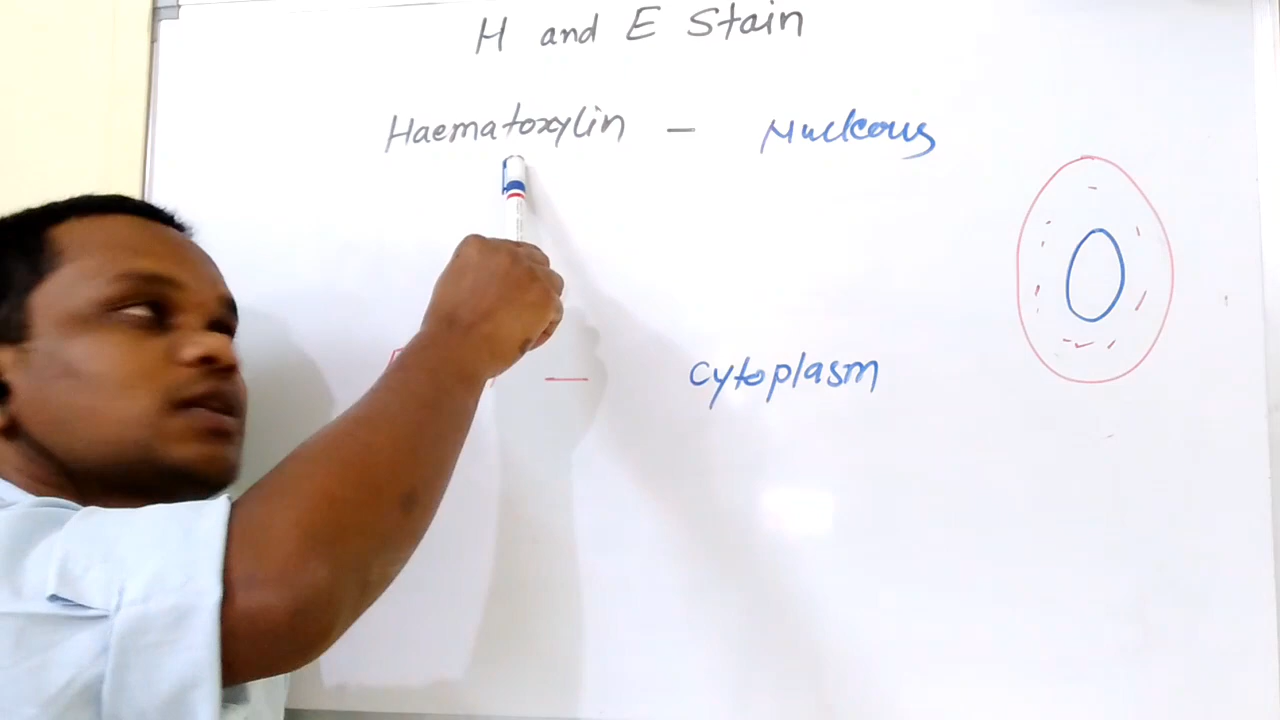 H and E Stain
Haematoxylin — Nucleous
— Cytoplasm